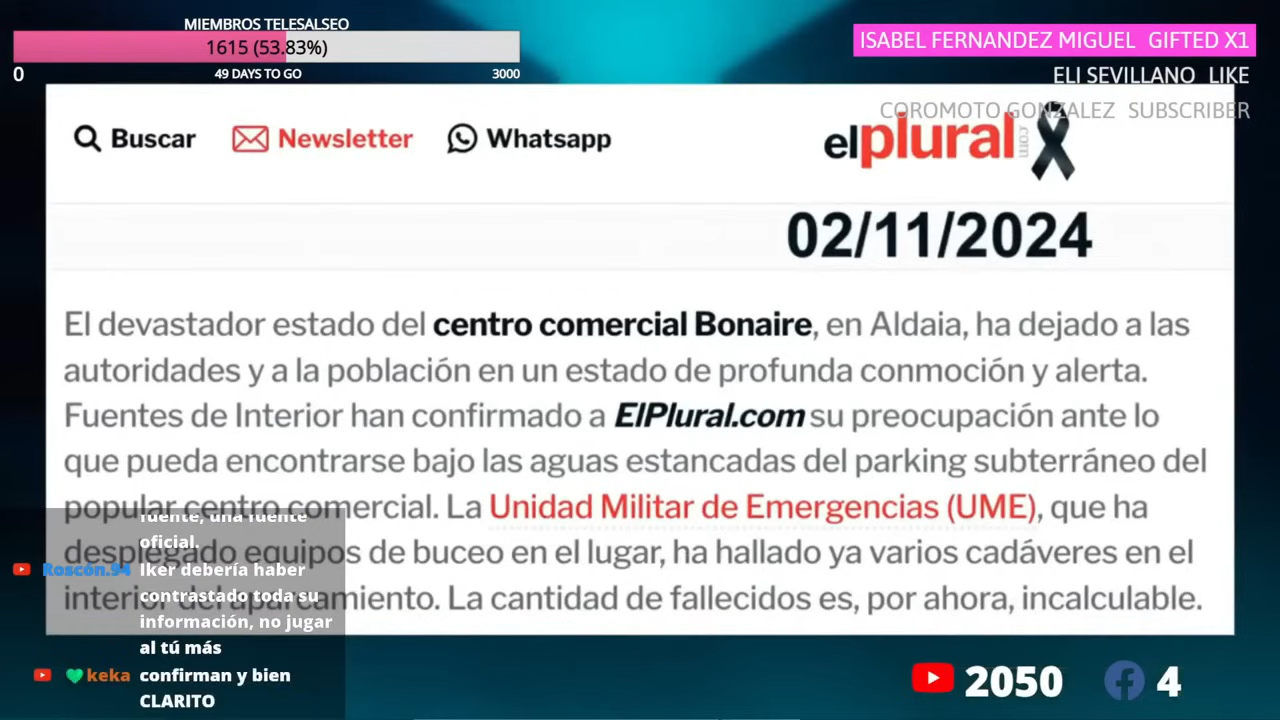 MIEMBROS TELESALSEO
1615 (53.83%)
0
49 DAYS TO GO
3000
ISABEL FERNANDEZ MIGUEL GIFTED X1
ELI SEVILLANO LIKE
COROMOTO GONZALEZ SUBSCRIBER
Buscar
Newsletter
Whatsapp
elplural.com
02/11/2024
El devastador estado del centro comercial Bonaire, en Aldaia, ha dejado a las
autoridades y a la población en un estado de profunda conmoción y alerta.
Fuentes de Interior han confirmado a ElPlural.com su preocupación ante lo
que pueda encontrarse bajo las aguas estancadas del parking subterráneo del
popular centro comercial. La Unidad Militar de Emergencias (UME), que ha
desplegado equipos de buceo en el lugar, ha hallado ya varios cadáveres en el
interior del aparcamiento. La cantidad de fallecidos es, por ahora, incalculable.
fuente, una fuente
oficial.
Roscón.94 Iker debería haber
contrastado toda su
información, no jugar
al tú más
keka confirman y bien
CLARITO
2050
4